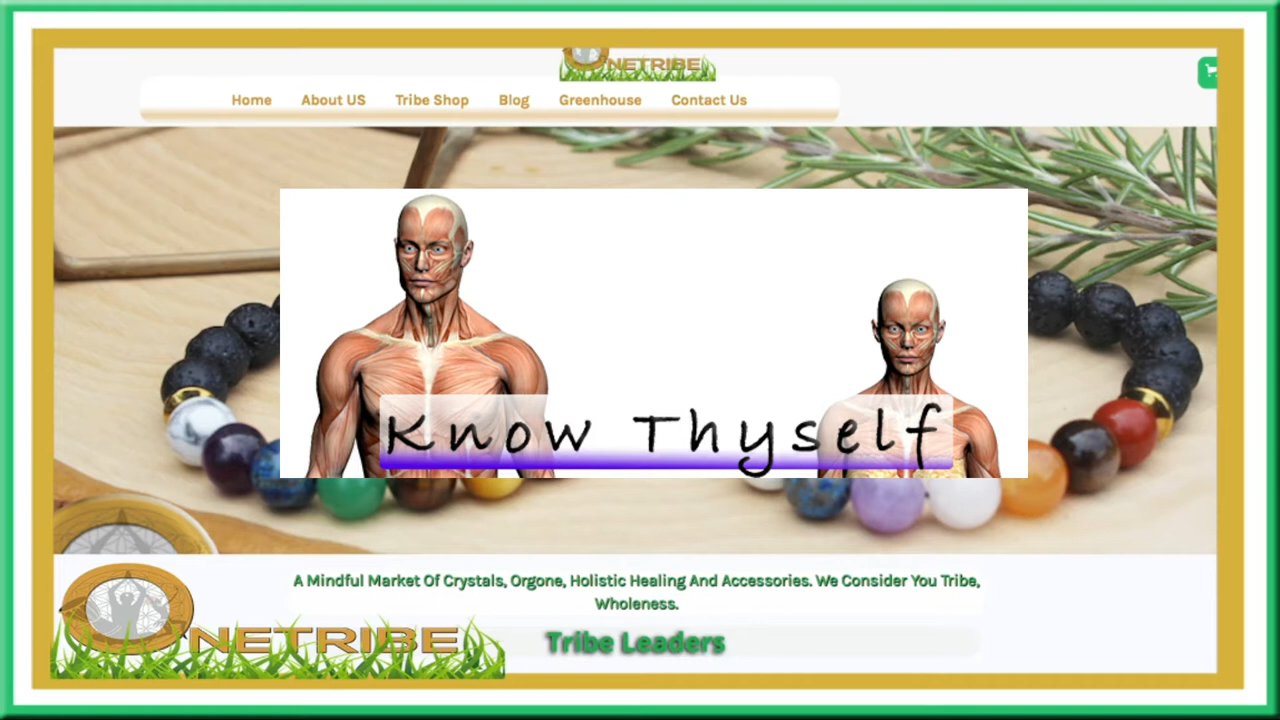 NETRIBE
Home About US Tribe Shop Blog Greenhouse Contact Us
Know Thyself
A Mindful Market Of Crystals, Orgone, Holistic Healing And Accessories. We Consider You Tribe,
Wholeness.
Tribe Leaders
ONETRIBE